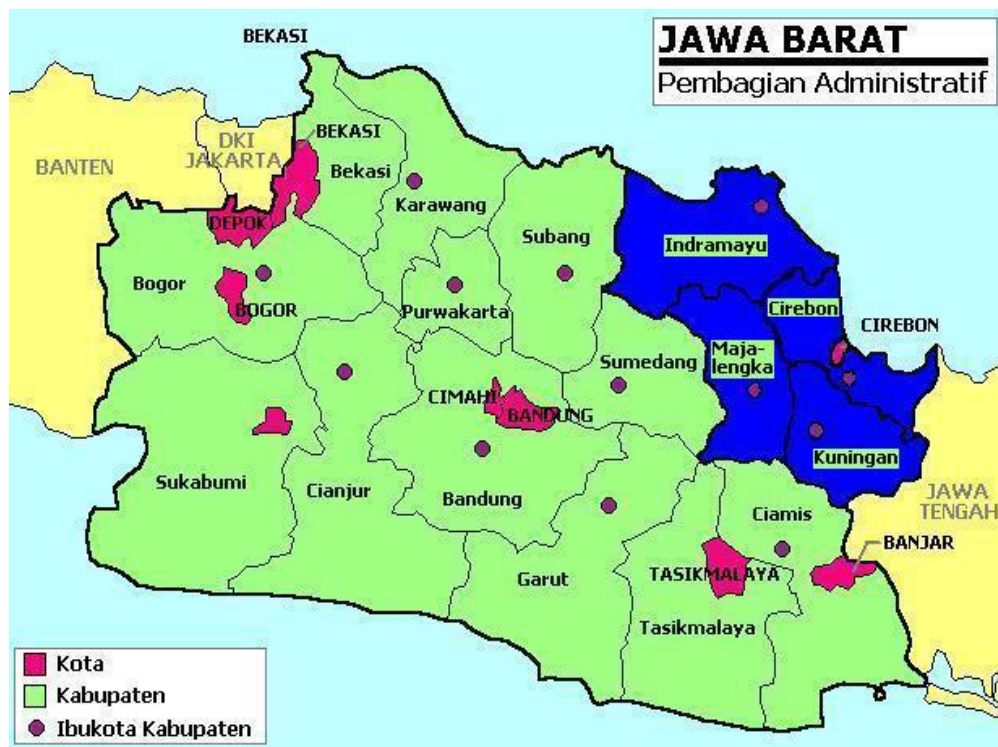 BEKASI
JAWA BARAT
Pembagian Administratif
BANTEN
DKI
JAKARTA
BEKASI
Bekasi
Karawang
DEPOK
Subang
Indramayu
Bogor
BOGOR
Purwakarta
Cirebon
CIREBON
Maja-
lengka
Sumedang
CIMAHI
BANDUNG
Kuningan
Sukabumi
Cianjur
Bandung
Ciamis
JAWA
TENGAH
BANJAR
Garut
TASIKMALAYA
Tasikmalaya
Kota
Kabupaten
Ibukota Kabupaten